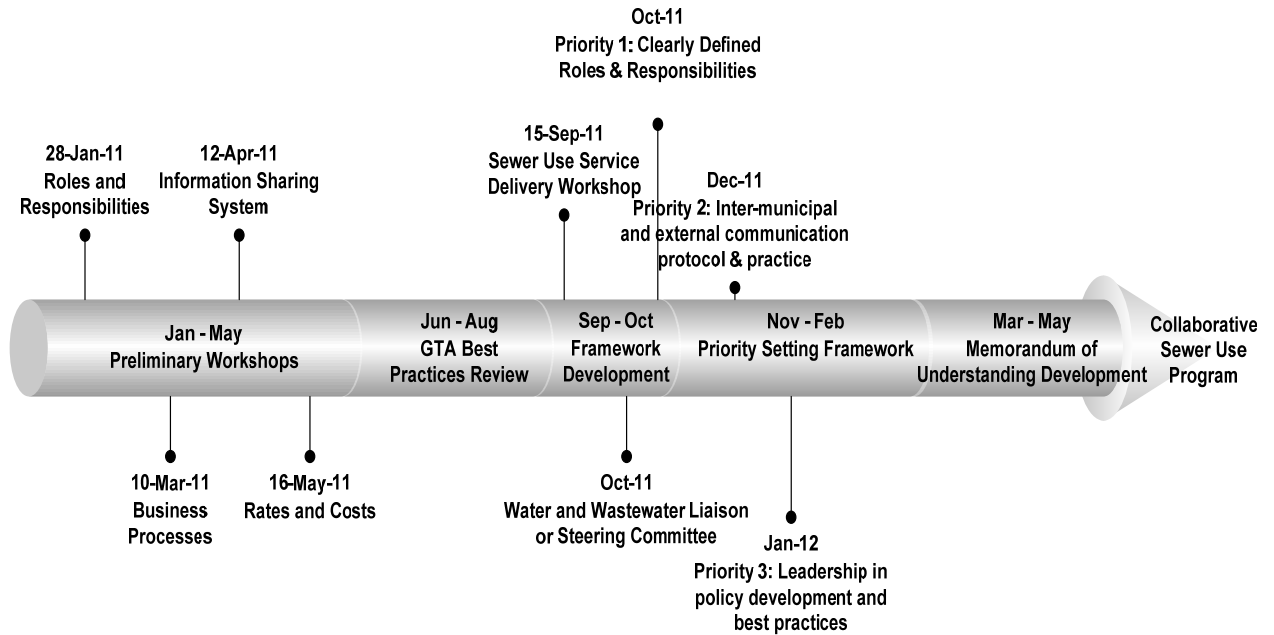 Oct-11
Priority 1: Clearly Defined
Roles & Responsibilities
15-Sep-11
Sewer Use Service
Delivery Workshop
28-Jan-11
Roles and
Responsibilities
12-Apr-11
Information Sharing
System
Dec-11
Priority 2: Inter-municipal
and external communication
protocol & practice
Jan - May
Preliminary Workshops
Jun - Aug
GTA Best
Practices Review
Sep - Oct
Framework
Development
Nov - Feb
Priority Setting Framework
Mar - May
Memorandum of
Understanding Development
Collaborative
Sewer Use
Program
10-Mar-11
Business
Processes
16-May-11
Rates and Costs
Oct-11
Water and Wastewater Liaison
or Steering Committee
Jan-12
Priority 3: Leadership in
policy development and
best practices